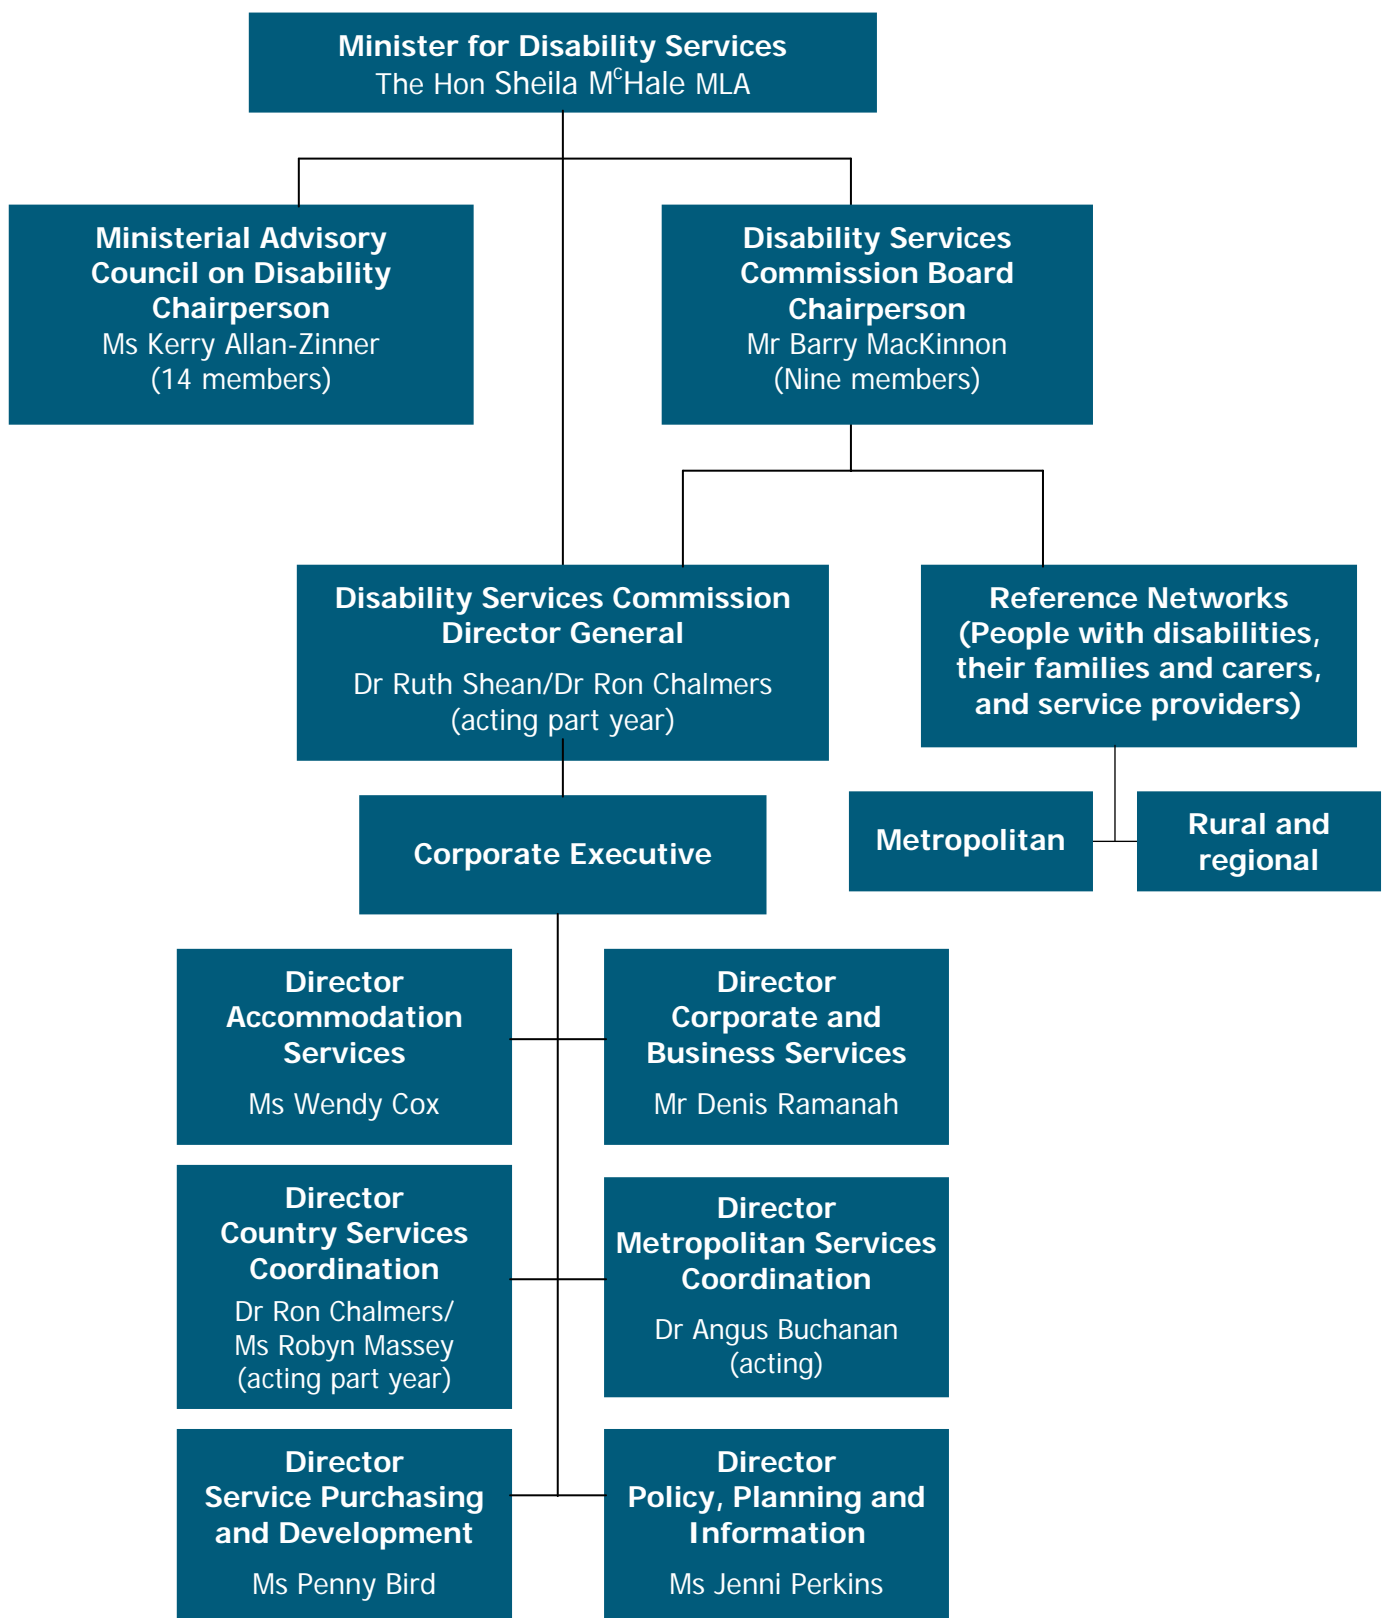 Minister for Disability Services
The Hon Sheila McHale MLA
Ministerial Advisory
Council on Disability
Chairperson
Ms Kerry Allan-Zinner
(14 members)
Disability Services
Commission Board
Chairperson
Mr Barry MacKinnon
(Nine members)
Disability Services Commission
Director General
Dr Ruth Shean/Dr Ron Chalmers
(acting part year)
Reference Networks
(People with disabilities,
their families and carers,
and service providers)
Corporate Executive
Metropolitan
Rural and
regional
Director
Accommodation
Services
Ms Wendy Cox
Director
Corporate and
Business Services
Mr Denis Ramanah
Director
Country Services
Coordination
Dr Ron Chalmers/
Ms Robyn Massey
(acting part year)
Director
Metropolitan Services
Coordination
Dr Angus Buchanan
(acting)
Director
Service Purchasing
and Development
Ms Penny Bird
Director
Policy, Planning and
Information
Ms Jenni Perkins